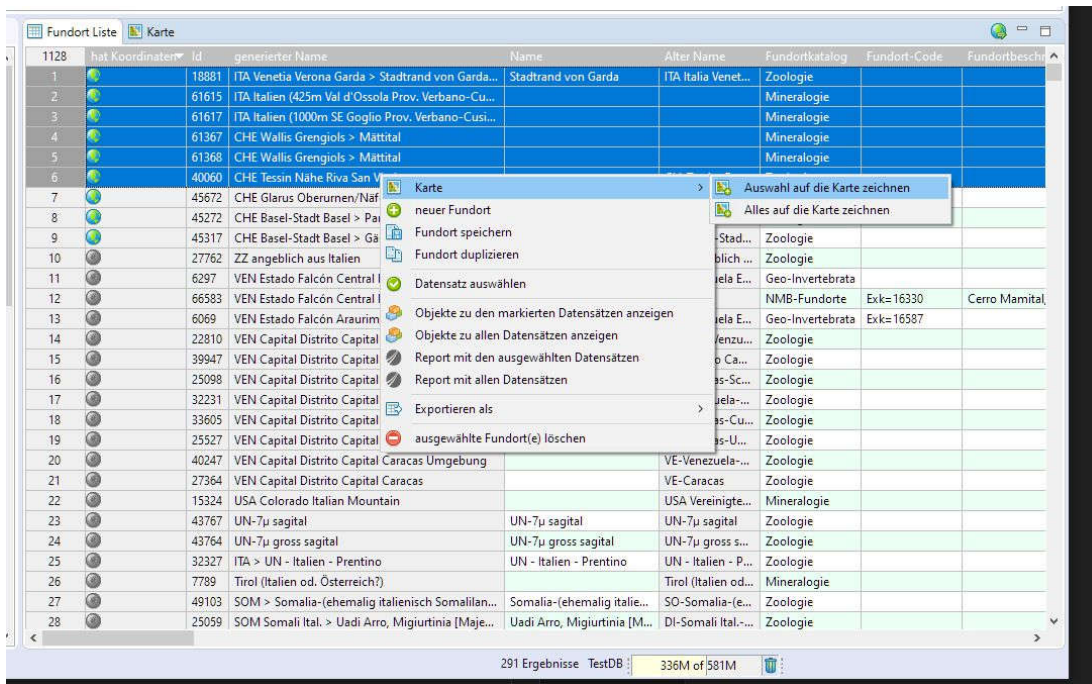 Fundort Liste Karte
1128 hat Koordinaten Id generierter Name Name Alter Name Fundortkatalog Fundort-Code Fundortbeschr
1 18881 ITA Venetia Verona Garda > Stadtrand von Garda... Stadtrand von Garda ITA Italia Venet... Zoologie
2 61615 ITA Italien (425m Val d'Ossola Prov. Verbano-Cu... Mineralogie
3 61617 ITA Italien (1000m SE Goglio Prov. Verbano-Cusi... Mineralogie
4 61367 CHE Wallis Grengiols > Mättital Mineralogie
5 61368 CHE Wallis Grengiols > Mättital Mineralogie
6 40060 CHE Tessin Nähe Riva San
7 45672 CHE Glarus Oberurnen/Näf
8 45272 CHE Basel-Stadt Basel > Pa
9 45317 CHE Basel-Stadt Basel > Gä -Stad... Zoologie
10 27762 ZZ angeblich aus Italien blich ... Zoologie
11 6297 VEN Estado Falcón Central uela E... Geo-Invertebrata
12 66583 VEN Estado Falcón Central NMB-Fundorte Exk=16330 Cerro Mamital,
13 6069 VEN Estado Falcón Araurim uela E... Geo-Invertebrata Exk=16587
14 22810 VEN Capital Distrito Capital Venzu... Zoologie
15 39947 VEN Capital Distrito Capital o Ca... Zoologie
16 25098 VEN Capital Distrito Capital as-Sc... Zoologie
17 32231 VEN Capital Distrito Capital uela-... Zoologie
18 33605 VEN Capital Distrito Capital as-Cu... Zoologie
19 25527 VEN Capital Distrito Capital as-U... Zoologie
20 40247 VEN Capital Distrito Capital Caracas Umgebung VE-Venezuela-... Zoologie
21 27364 VEN Capital Distrito Capital Caracas VE-Caracas Zoologie
22 15324 USA Colorado Italian Mountain USA Vereinigte... Mineralogie
23 43767 UN-7µ sagital UN-7µ sagital UN-7µ sagital Zoologie
24 43764 UN-7µ gross sagital UN-7µ gross sagital UN-7µ gross s... Zoologie
25 32327 ITA > UN - Italien - Prentino UN - Italien - Prentino UN - Italien - P... Zoologie
26 7789 Tirol (Italien od. Österreich?) Tirol (Italien od... Mineralogie
27 49103 SOM > Somalia-(ehemalig italienisch Somalilan... Somalia-(ehemalig italie... SO-Somalia-(e... Zoologie
28 25059 SOM Somali Ital. > Uadi Arro, Migiurtinia [Maje... Uadi Arro, Migiurtinia [M... DI-Somali Ital.-... Zoologie
Karte
neuer Fundort
Fundort speichern
Fundort duplizieren
Datensatz auswählen
Objekte zu den markierten Datensätzen anzeigen
Objekte zu allen Datensätzen anzeigen
Report mit den ausgewählten Datensätzen
Report mit allen Datensätzen
Exportieren als
ausgewählte Fundort(e) löschen
Auswahl auf die Karte zeichnen
Alles auf die Karte zeichnen
291 Ergebnisse TestDB 336M of 581M